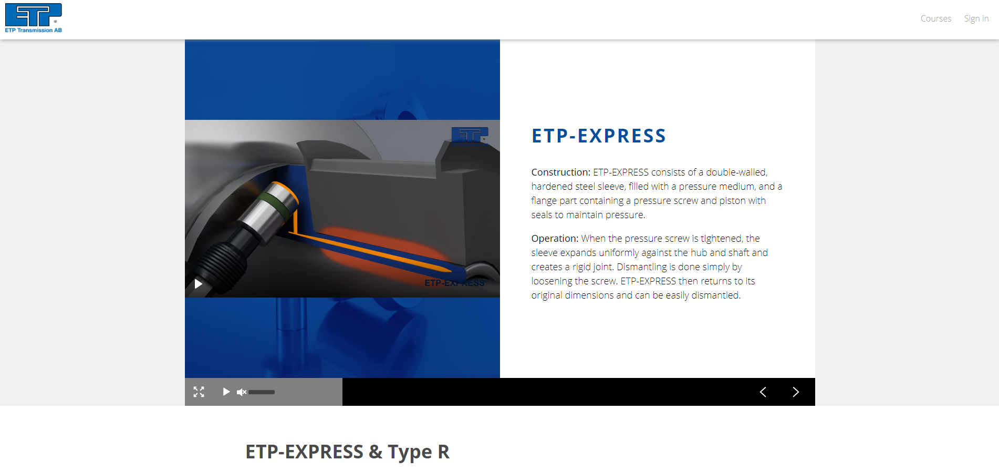 ETP
ETP Transmission AB
Courses
Sign in
ETP
ETP-EXPRESS
ETP-EXPRESS
Construction: ETP-EXPRESS consists of a double-walled,
hardened steel sleeve, filled with a pressure medium, and a
flange part containing a pressure screw and piston with
seals to maintain pressure.
Operation: When the pressure screw is tightened, the
sleeve expands uniformly against the hub and shaft and
creates a rigid joint. Dismantling is done simply by
loosening the screw. ETP-EXPRESS then returns to its
original dimensions and can be easily dismantled.
ETP-EXPRESS & Type R